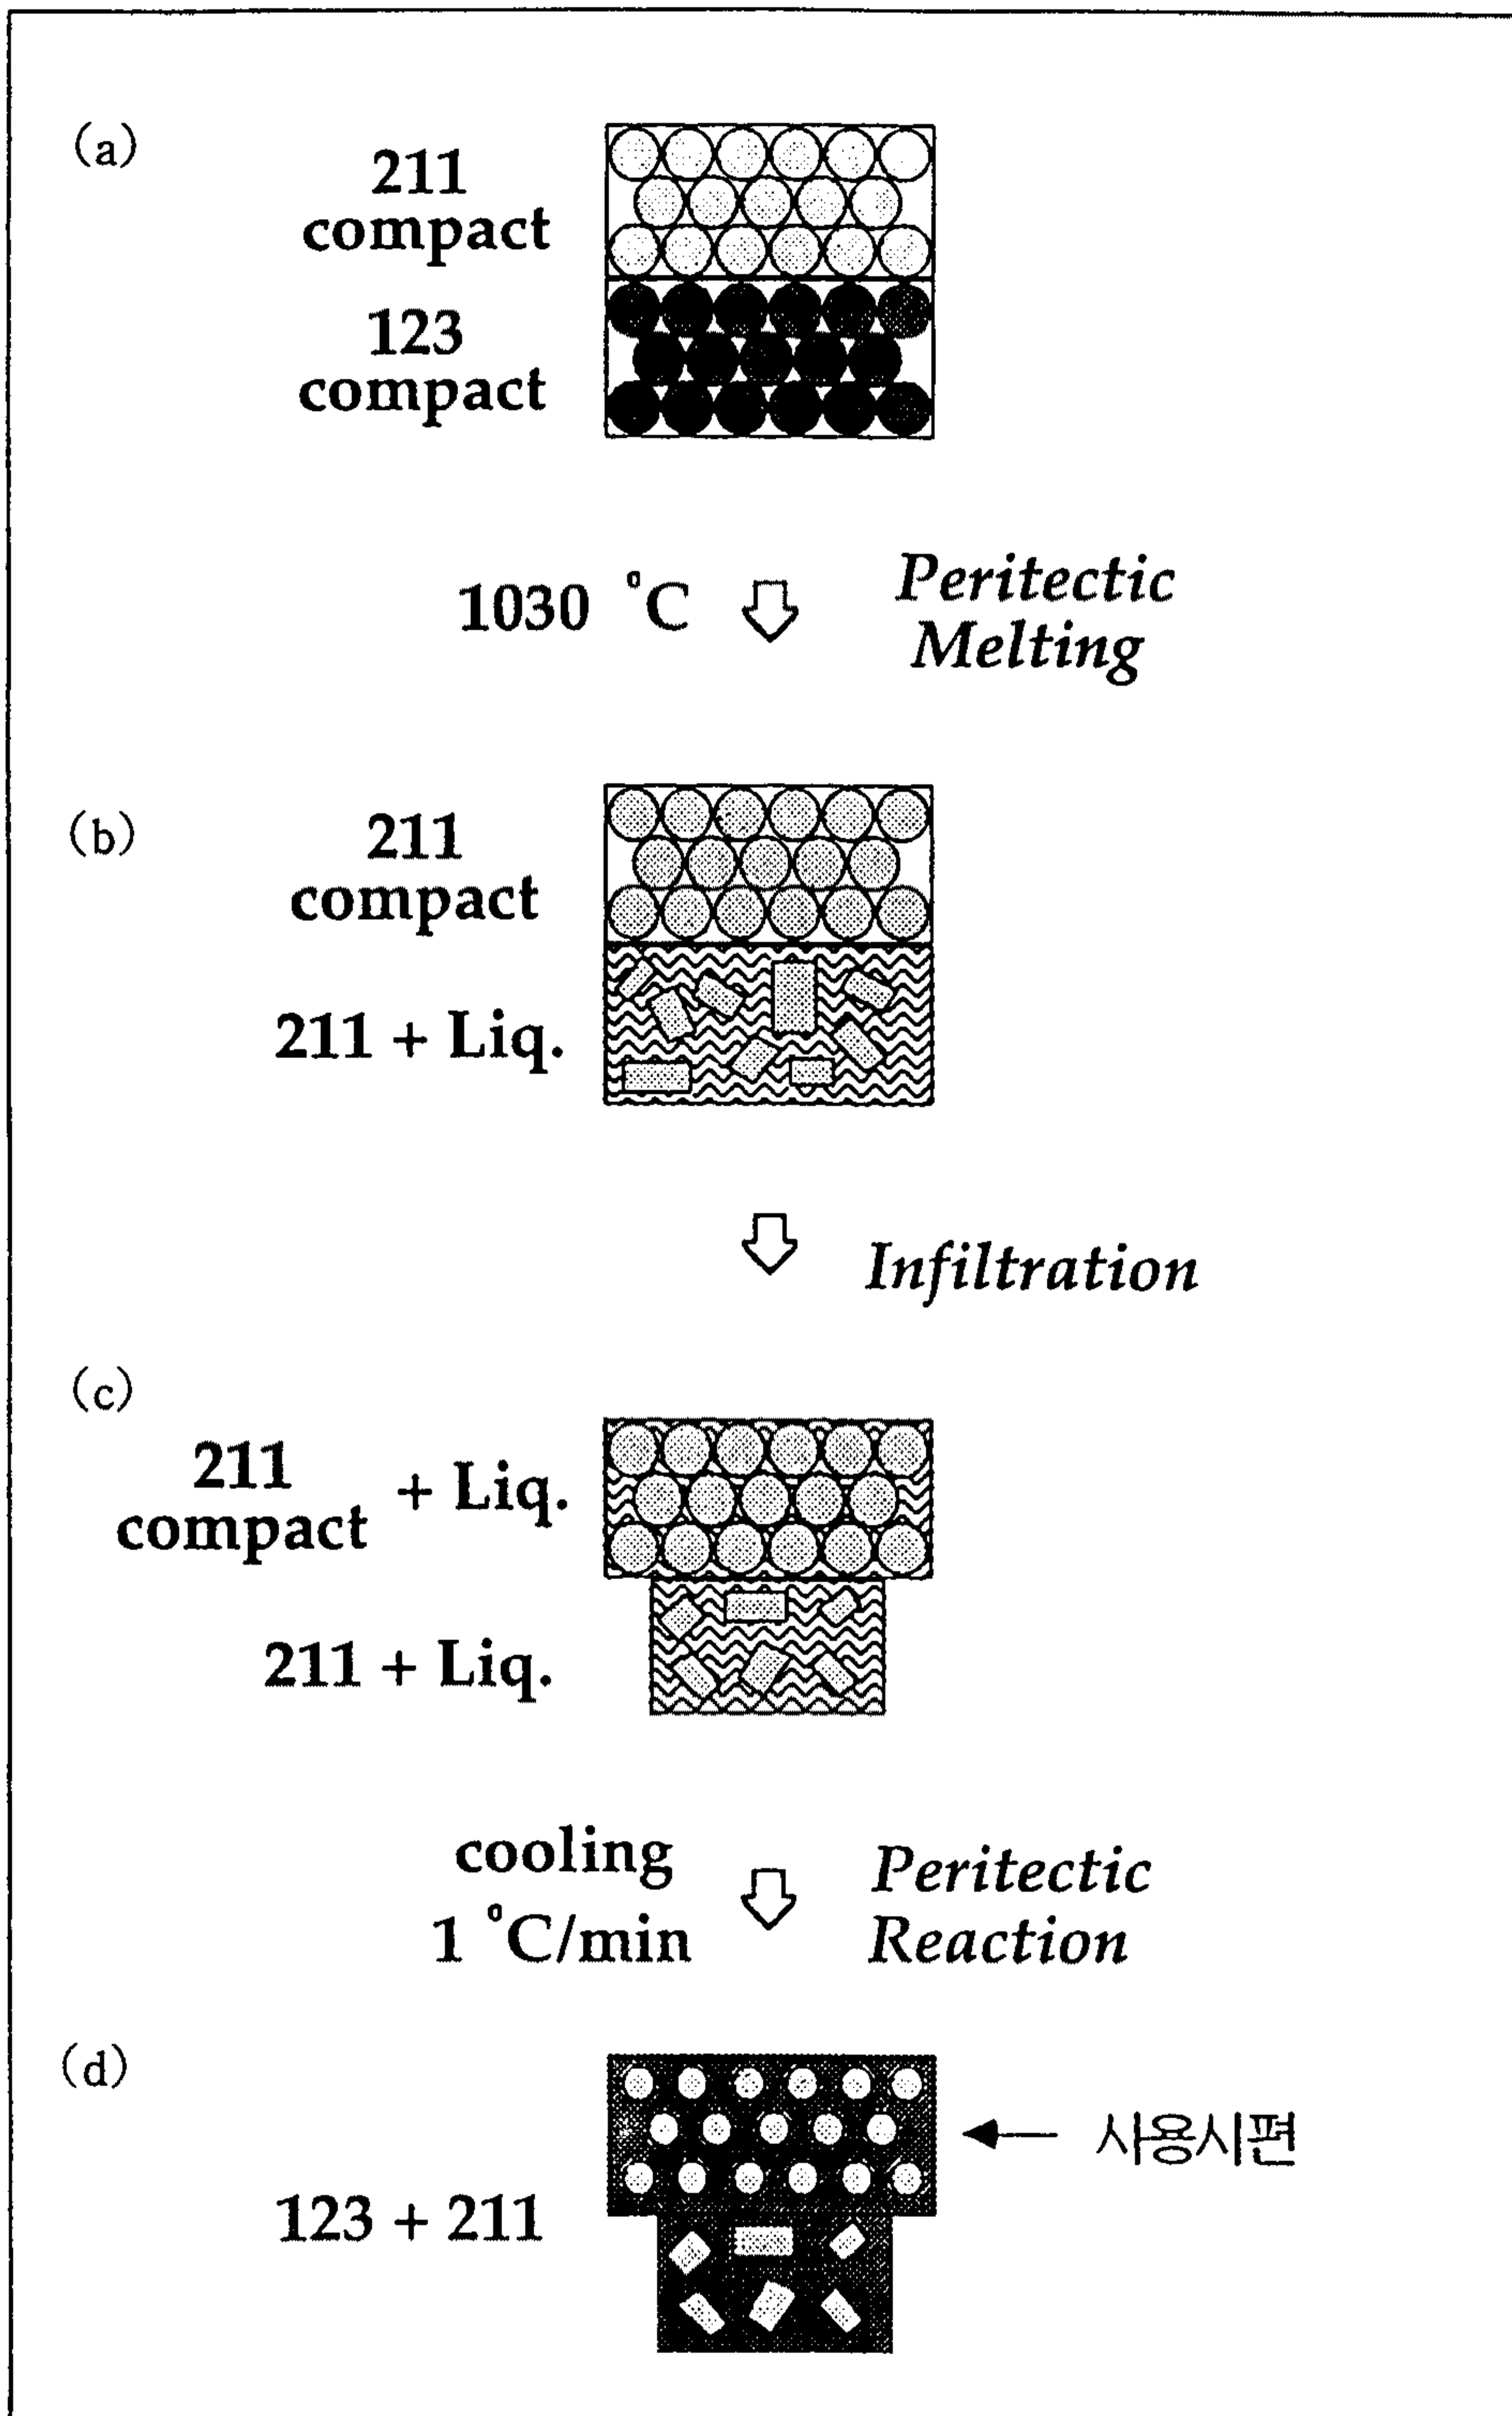 (a)
211
compact
123
compact
1030 °C
Peritectic
Melting
(b)
211
compact
211 + Liq.
Infiltration
(c)
211
compact + Liq.
211 + Liq.
cooling
1 °C/min
Peritectic
Reaction
(d)
사용시편
123 + 211